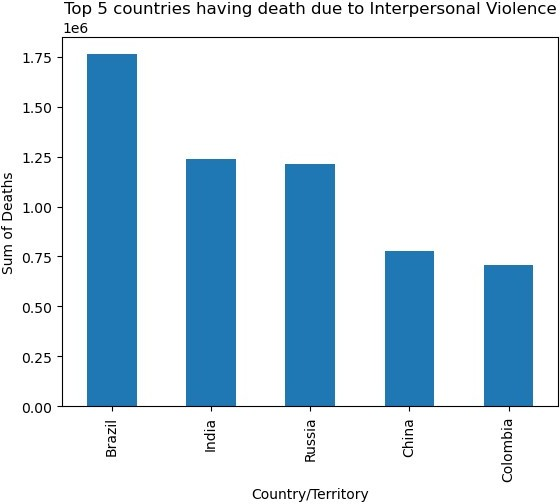 Top 5 countries having death due to Interpersonal Violence
1e6
1.75
1.50
1.25
1.00
0.75
0.50
0.25
0.00
Sum of Deaths
Brazil
India
Russia
China
Colombia
Country/Territory